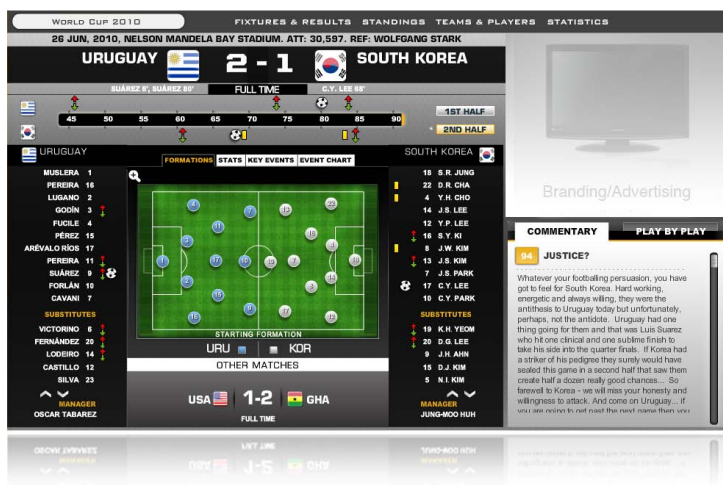 WORLD CUP 2010
FIXTURES & RESULTS STANDINGS TEAMS & PLAYERS STATISTICS
26 JUN, 2010, NELSON MANDELA BAY STADIUM. ATT: 30,597. REF: WOLFGANG STARK
URUGUAY 2 - 1 SOUTH KOREA
SUÁREZ 8', SUÁREZ 80' FULL TIME C.Y. LEE 68'
45 50 55 60 65 70 75 80 85 90
1ST HALF
2ND HALF
URUGUAY
MUSLERA 1
PEREIRA 16
LUGANO 2
GODÍN 3
FUCILE 4
PÉREZ 15
ARÉVALO RÍOS 17
PEREIRA 11
SUÁREZ 9
FORLÁN 10
CAVANI 7
SUBSTITUTES
VICTORINO 6
FERNÁNDEZ 20
LODEIRO 14
CASTILLO 12
SILVA 23
MANAGER
OSCAR TABAREZ
FORMATIONS STATS KEY EVENTS EVENT CHART
STARTING FORMATION
URU KOR
OTHER MATCHES
USA 1-2 GHA
FULL TIME
SOUTH KOREA
18 S.R. JUNG
22 D.R. CHA
4 Y.H. CHO
14 J.S. LEE
12 Y.P. LEE
16 S.Y. KI
8 J.W. KIM
13 J.S. KIM
7 J.S. PARK
17 C.Y. LEE
10 C.Y. PARK
SUBSTITUTES
19 K.H. YEOM
20 D.G. LEE
9 J.H. AHN
15 D.J. KIM
5 N.I. KIM
MANAGER
JUNG-MOO HUH
Branding/Advertising
COMMENTARY PLAY BY PLAY
94 JUSTICE?
Whatever your footballing persuasion, you have
got to feel for South Korea. Hard working,
energetic and always willing, they were the
antithesis to Uruguay today but unfortunately,
perhaps, not the antidote. Uruguay had one
thing going for them and that was Luis Suarez
who hit one clinical and one sublime finish to
take his side into the quarter finals. If Korea had
a striker of his pedigree they surely would have
sealed this game in a second half that saw them
create half a dozen really good chances... So
farewell to Korea - we will miss your honesty and
willingness to attack. And come on Uruguay... if
you are going to get past the next game then you